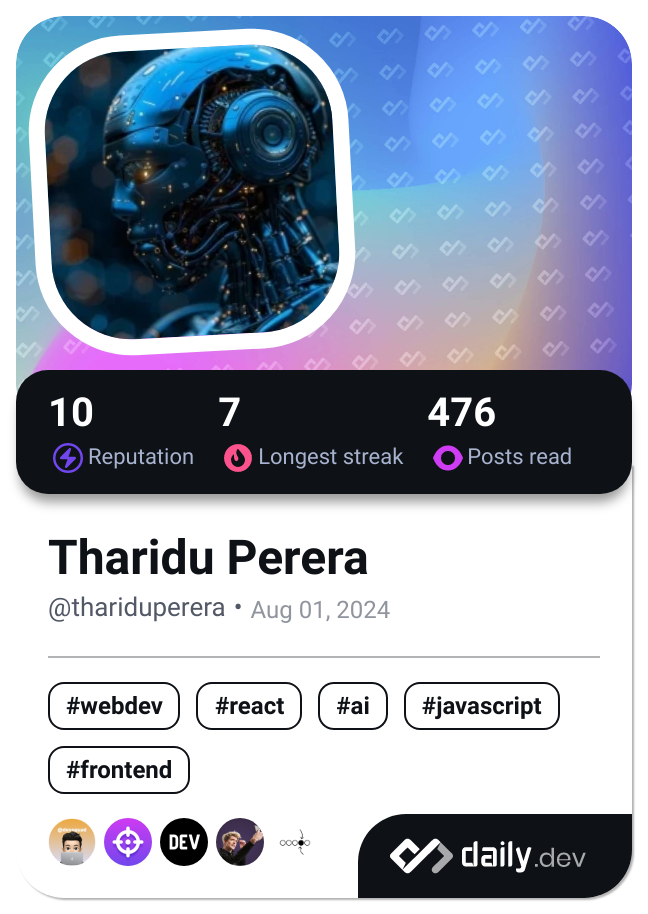 10 7 476
Reputation Longest streak Posts read
Tharidu Perera
@thariduperera • Aug 01, 2024
#webdev #react #ai #javascript
#frontend
DEV
daily.dev